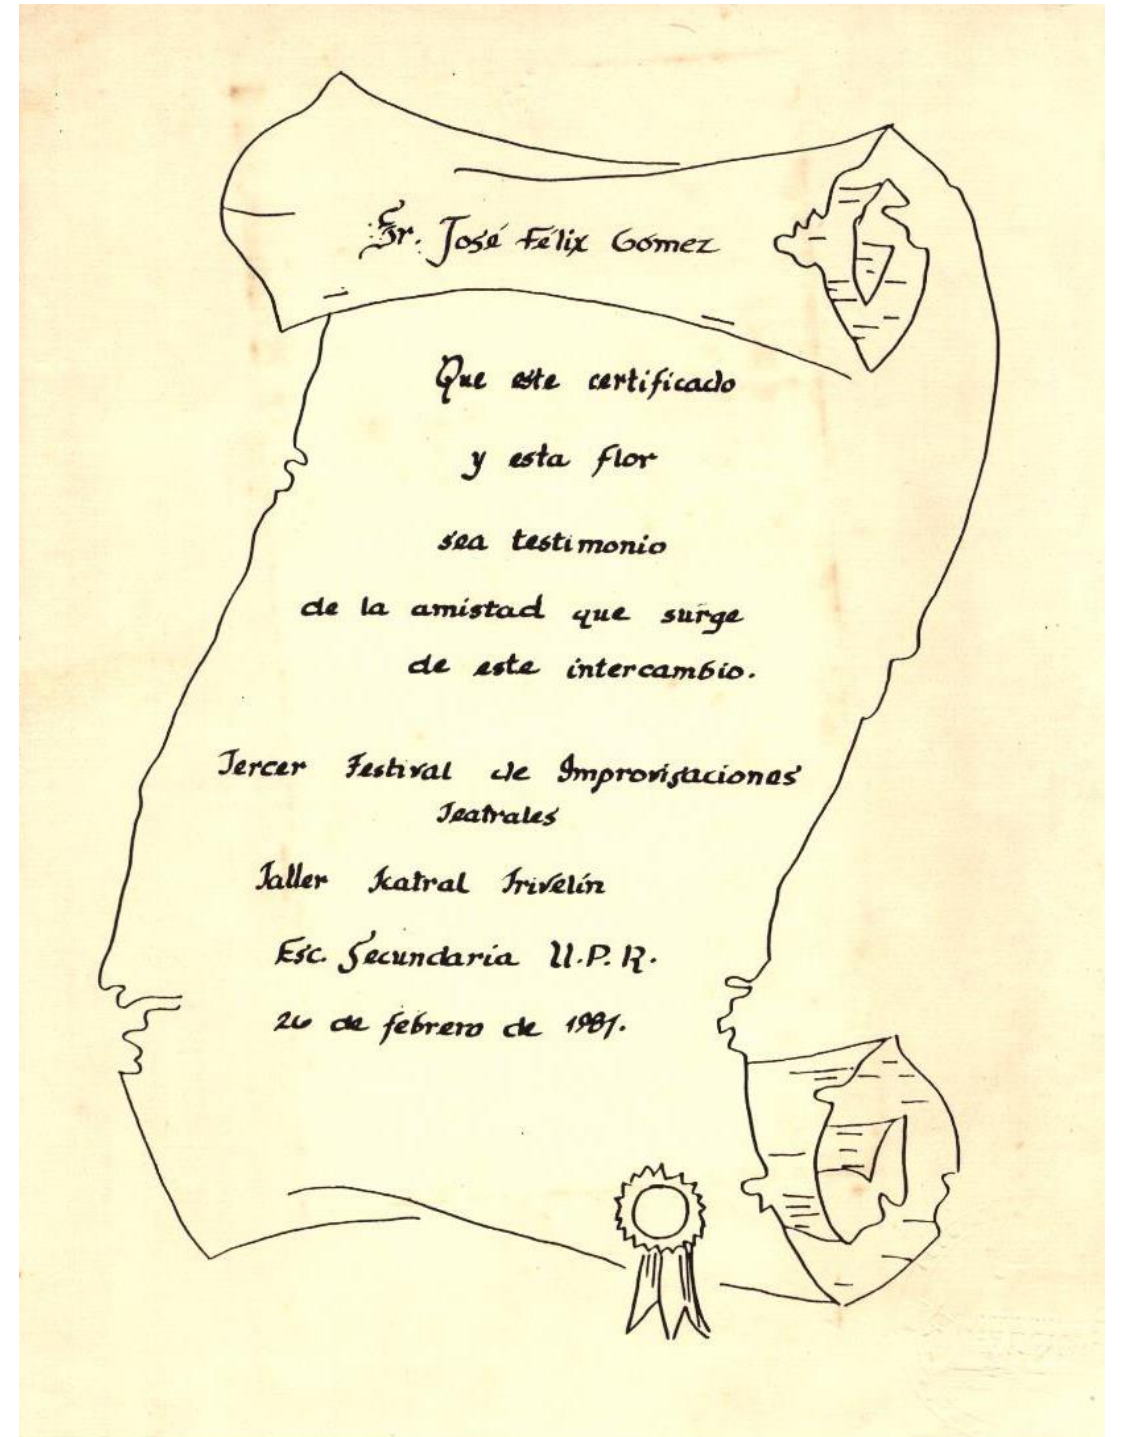 Sr. José Félix Gómez
Que este certificado
y esta flor
sea testimonio
de la amistad que surge
de este intercambio.
Tercer Festival de Improvisaciones
Teatrales
Taller Teatral Trivelín
Esc. Secundaria U.P.R.
26 de febrero de 1981.